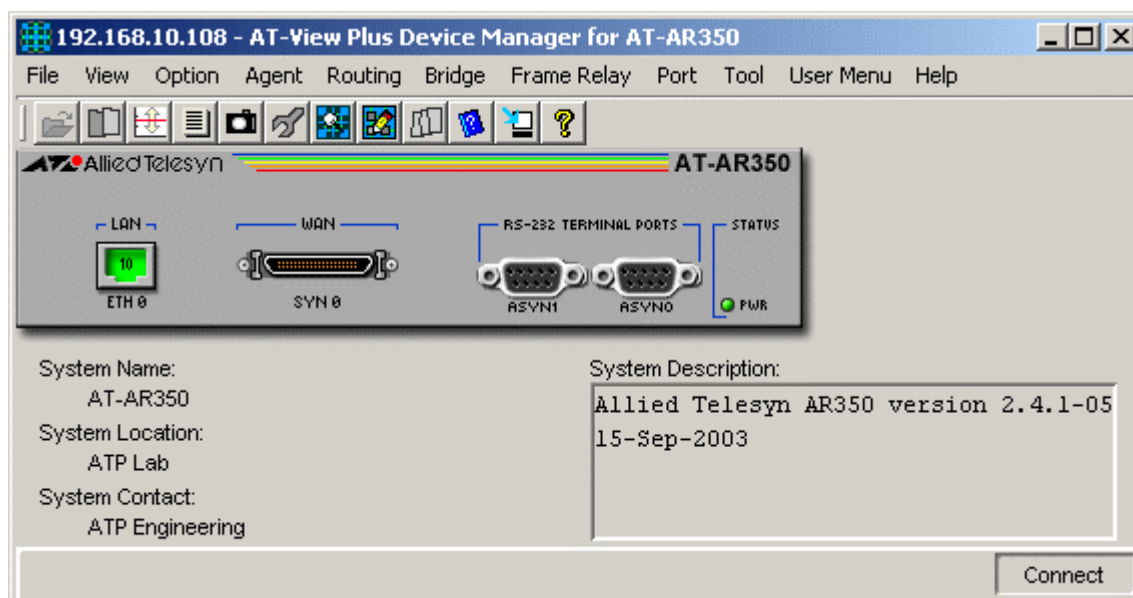 192.168.10.108 - AT-View Plus Device Manager for AT-AR350
File View Option Agent Routing Bridge Frame Relay Port Tool User Menu Help
Allied Telesyn AT-AR350
LAN WAN RS-232 TERMINAL PORTS STATUS
10
ETH 0 SYN 0 ASYN1 ASYN0 PWR
System Name:
AT-AR350
System Location:
ATP Lab
System Contact:
ATP Engineering
System Description:
Allied Telesyn AR350 version 2.4.1-05
15-Sep-2003
Connect